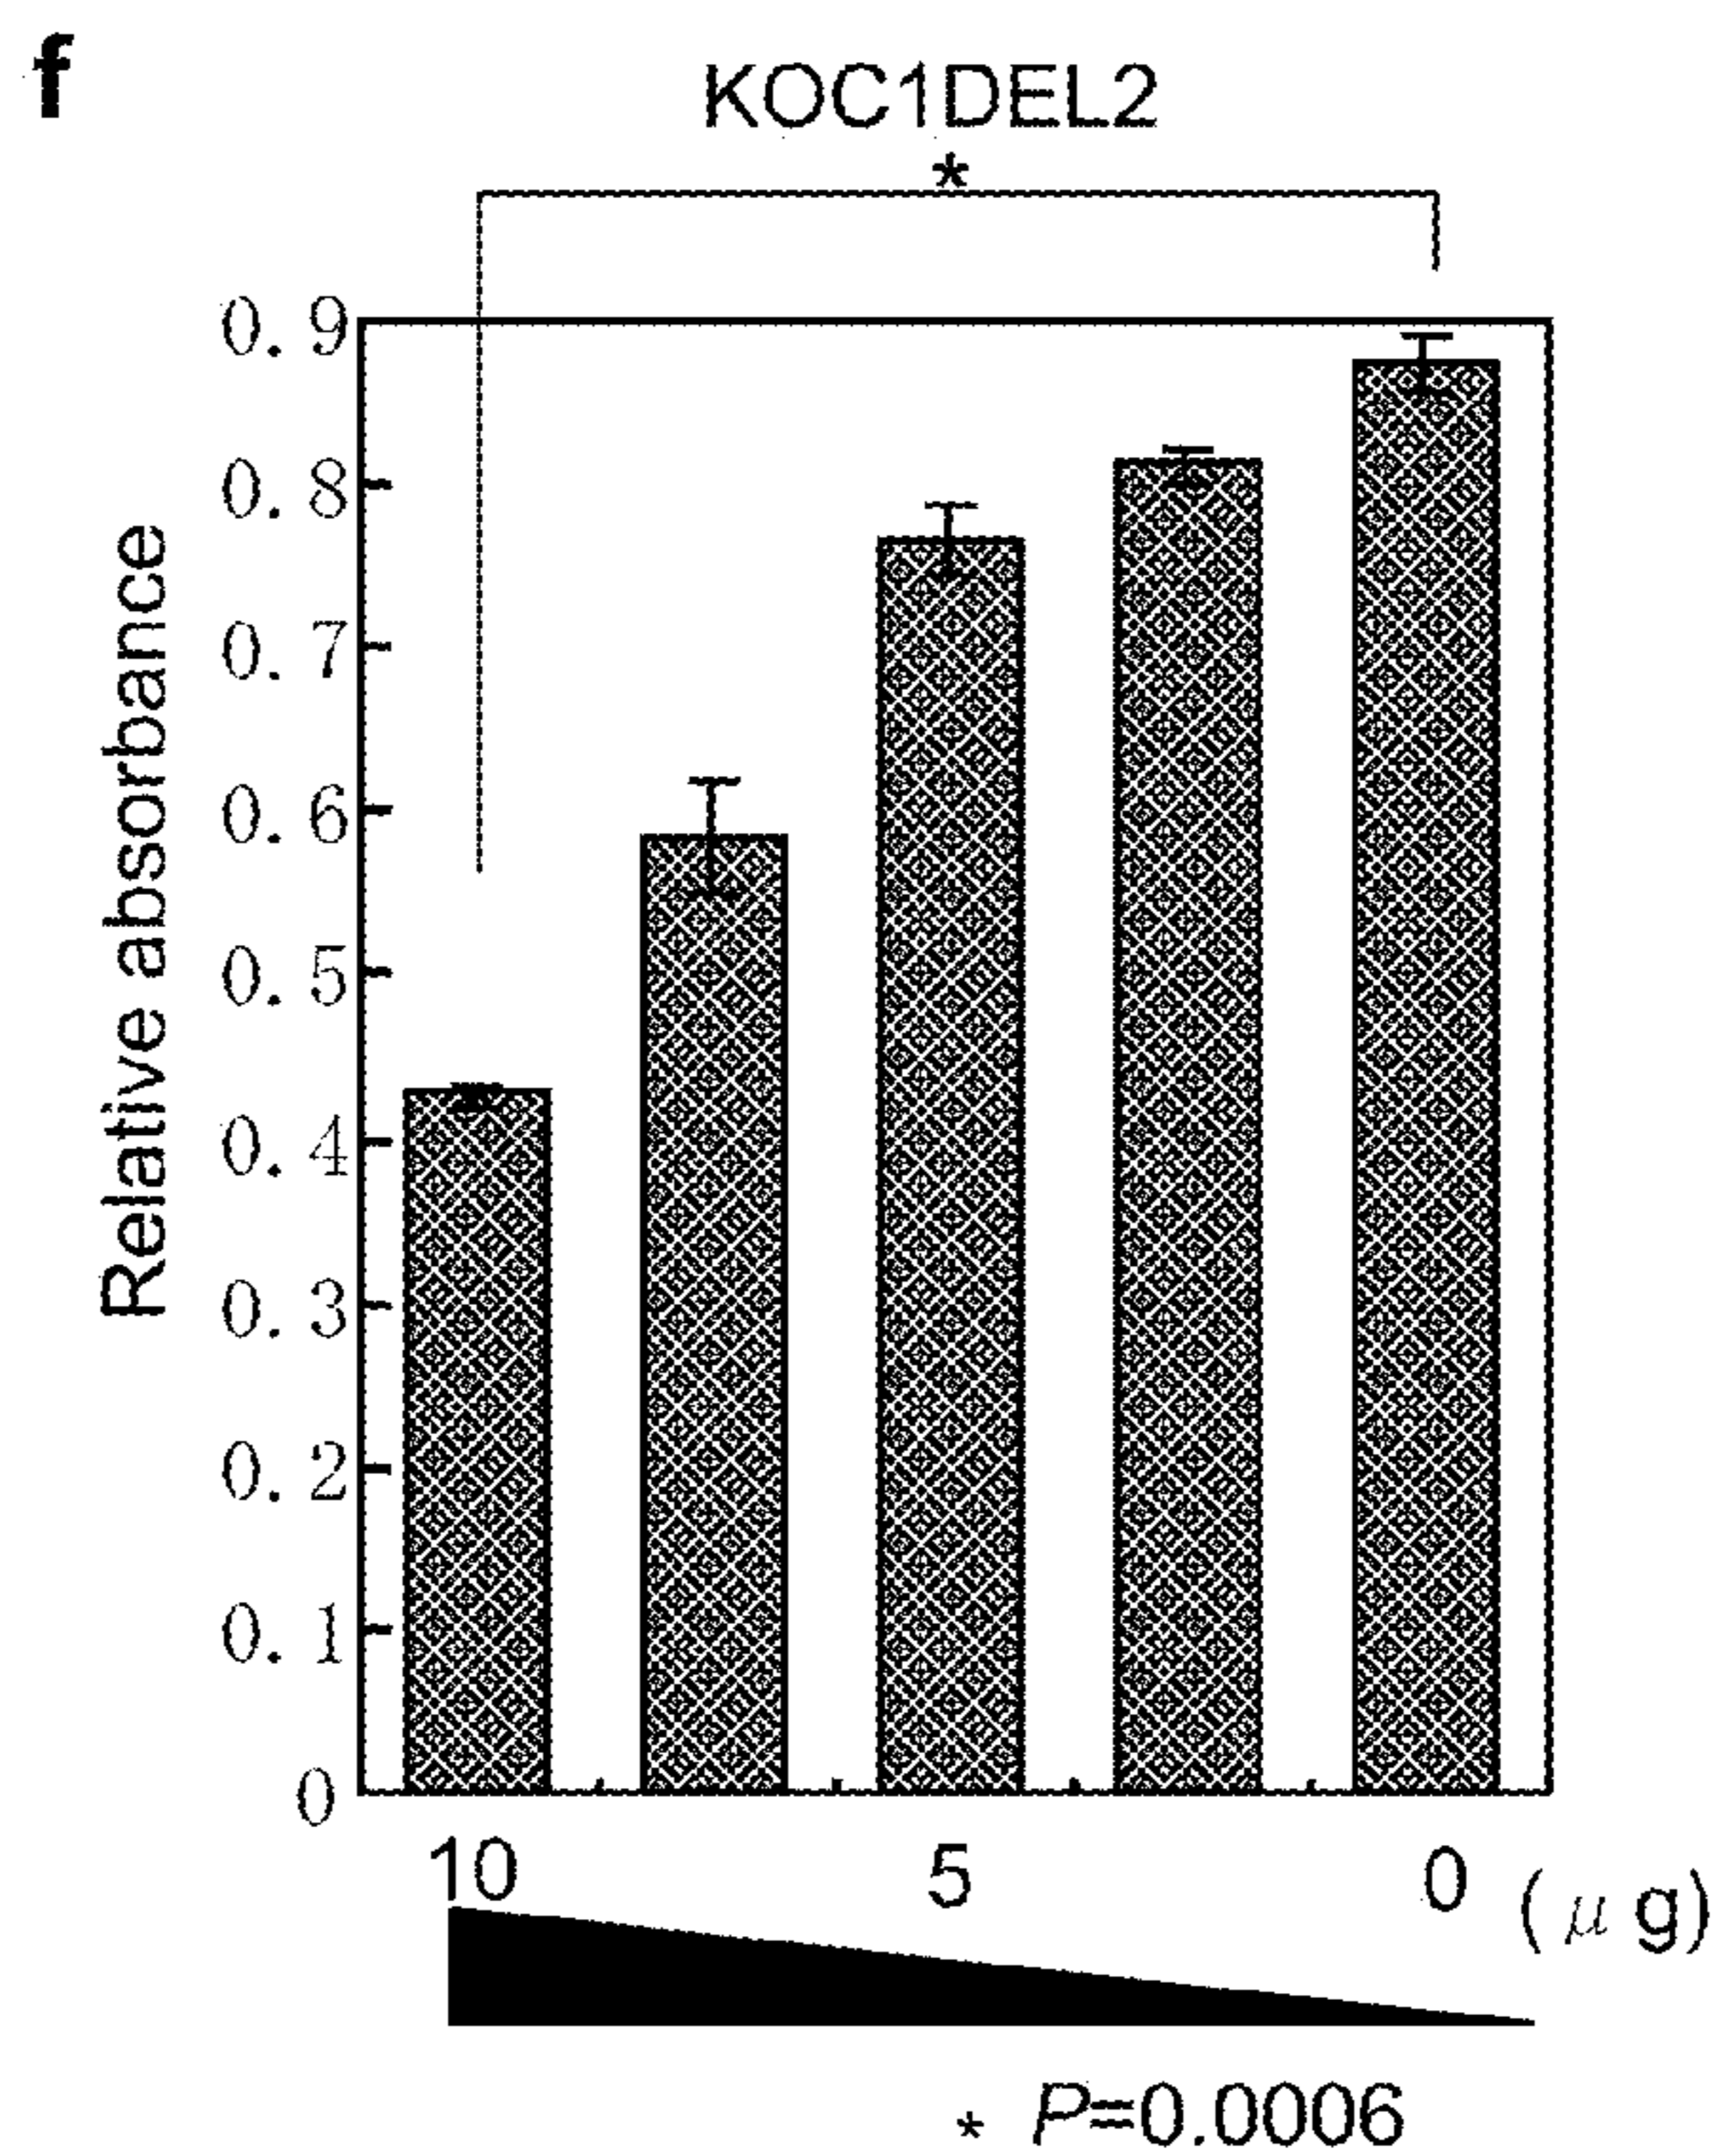 f
KOC1DEL2
*
Relative absorbance
0.9
0.8
0.7
0.6
0.5
0.4
0.3
0.2
0.1
0
10 5 0 (μg)
* P=0.0006